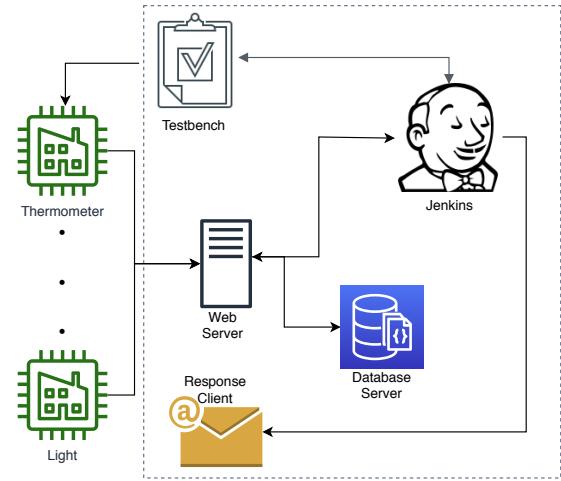 Testbench
Thermometer
Jenkins
Web
Server
Database
Server
Response
Client
@
{}
Light